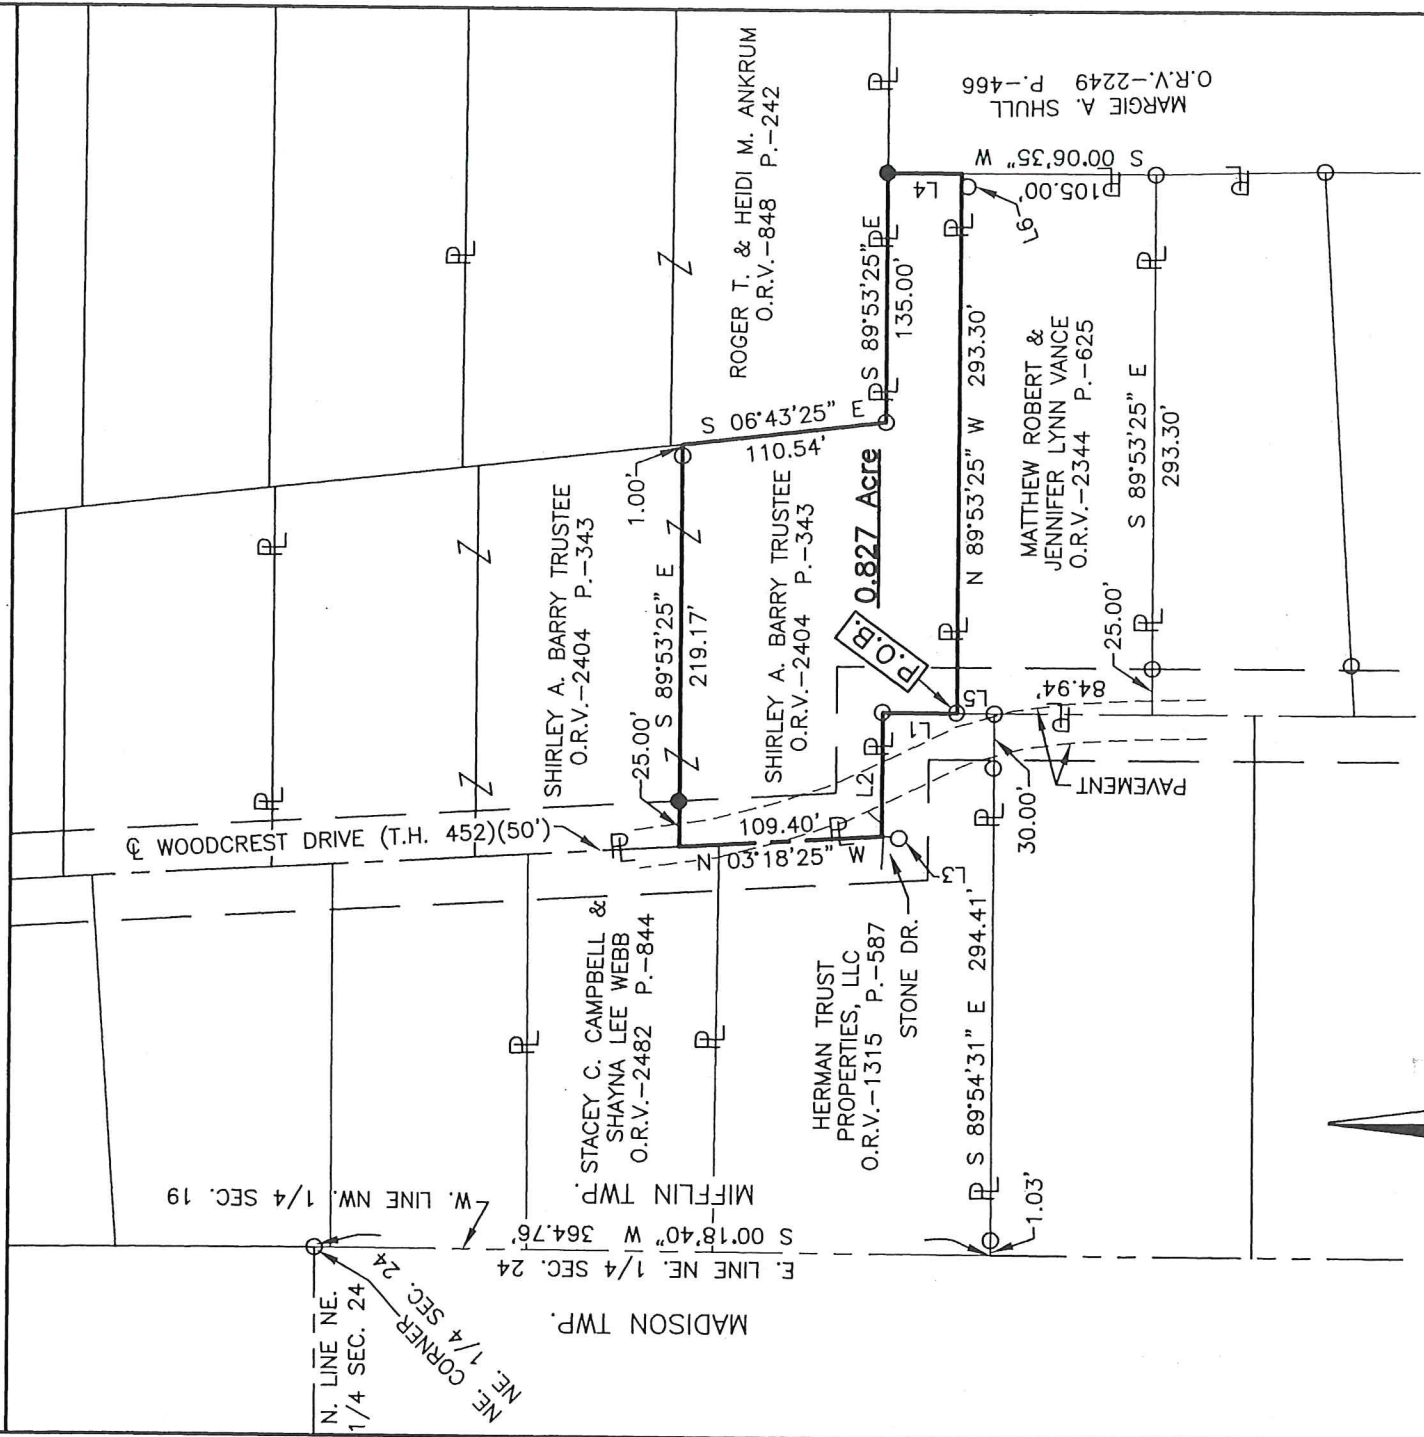 ROGER T. & HEIDI M. ANKRUM
O.R.V.-848 P.-242
MARGIE A. SHULL
O.R.V.-2249 P.-466
S 00°06'35" W
105.00'
L4
L6
S 89°53'25" E
135.00'
S 06°43'25" E
110.54'
1.00'
SHIRLEY A. BARRY TRUSTEE
O.R.V.-2404 P.-343
S 89°53'25" E
219.17'
25.00'
SHIRLEY A. BARRY TRUSTEE
O.R.V.-2404 P.-343
0.827 Acre
P.O.B.
N 89°53'25" W 293.30'
MATTHEW ROBERT &
JENNIFER LYNN VANCE
O.R.V.-2344 P.-625
S 89°53'25" E
293.30'
25.00'
84.94'
L5
L1
L2
L3
℄ WOODCREST DRIVE (T.H. 452)(50')
109.40'
N 03°18'25" W
PAVEMENT
30.00'
STACEY C. CAMPBELL &
SHAYNA LEE WEBB
O.R.V.-2482 P.-844
HERMAN TRUST
PROPERTIES, LLC
O.R.V.-1315 P.-587
STONE DR.
S 89°54'31" E 294.41'
1.03'
W. LINE NW. 1/4 SEC. 19
MIFFLIN TWP.
S 00°18'40" W 364.76'
E. LINE NE. 1/4 SEC. 24
MADISON TWP.
N. LINE NE.
1/4 SEC. 24
NE. CORNER
NE. 1/4 SEC. 24